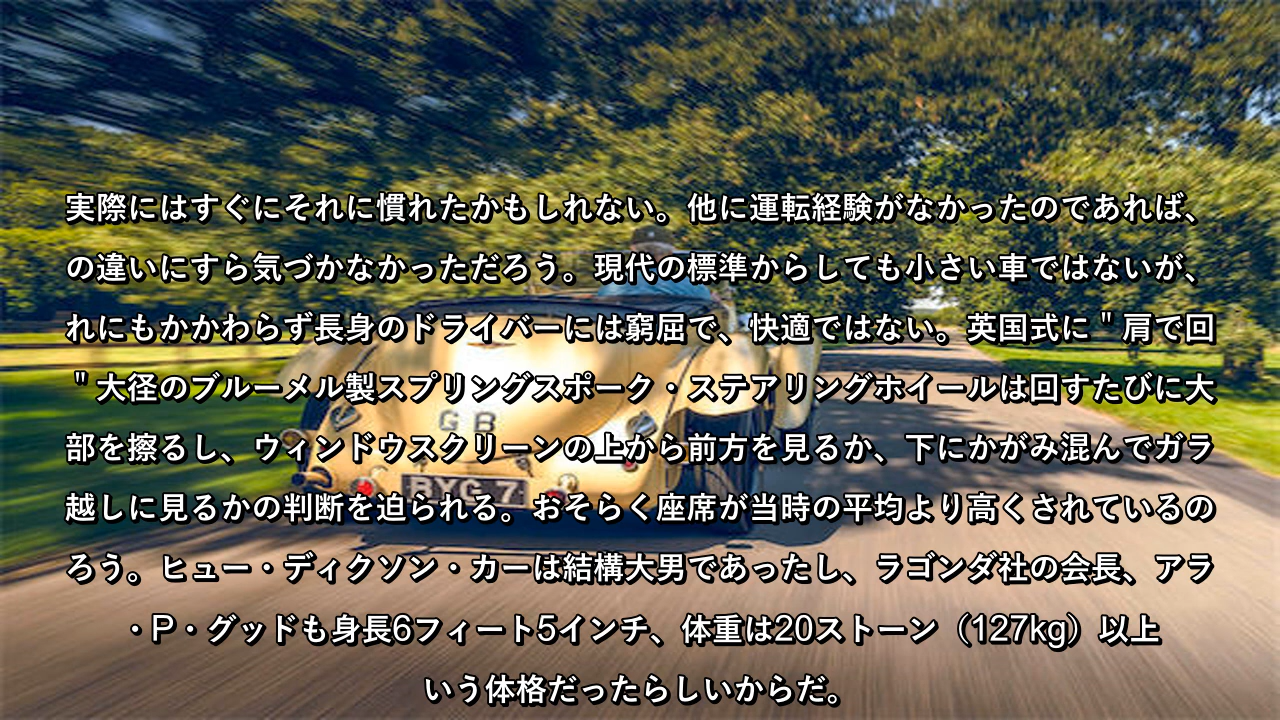 実際にはすぐにそれに慣れたかもしれない。他に運転経験がなかったのであれば、
の違いにすら気づかなかっただろう。現代の標準からしても小さい車ではないが、
れにもかかわらず長身のドライバーには窮屈で、快適ではない。英国式に＂肩で回
＂大径のブルーメル製スプリングスポーク・ステアリングホイールは回すたびに大
部を擦るし、ウィンドウスクリーンの上から前方を見るか、下にかがみ混んでガラ
越しに見るかの判断を迫られる。おそらく座席が当時の平均より高くされているの
ろう。ヒュー・ディクソン・カーは結構大男であったし、ラゴンダ社の会長、アラ
・P・グッドも身長6フィート5インチ、体重は20ストーン（127kg）以上
いう体格だったらしいからだ。
GB